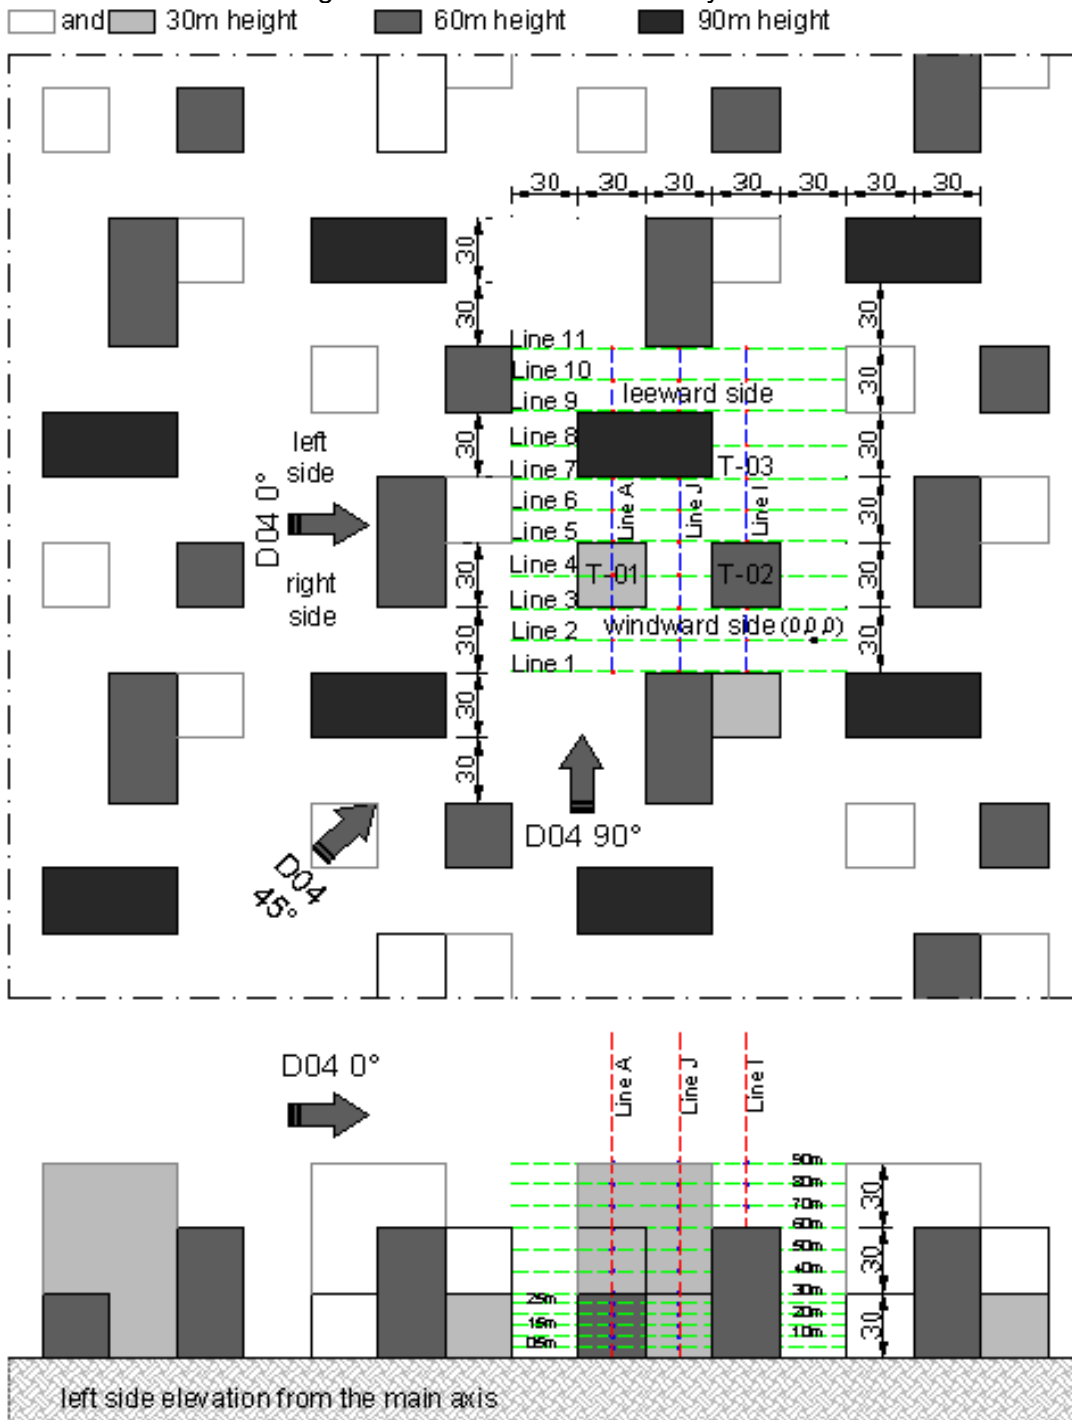 and 30m height 60m height 90m height
30 30 30 30 30 30 30
30
30
30
Line 11
Line 10
leeward side
Line 9
30
left
side
Line 8
30
30
T-03
Line 7
Line A
Line J
Line I
Line 6
30
D04 0°
Line 5
right
side
30
Line 4
T-01
T-02
30
Line 3
windward side (0,0,0)
30
Line 2
30
Line 1
30
30
D04 90°
D04
45°
D04 0°
Line A
Line J
Line I
90m
80m
30
70m
60m
50m
30
40m
30m
25m
20m
30
15m
10m
05m
left side elevation from the main axis